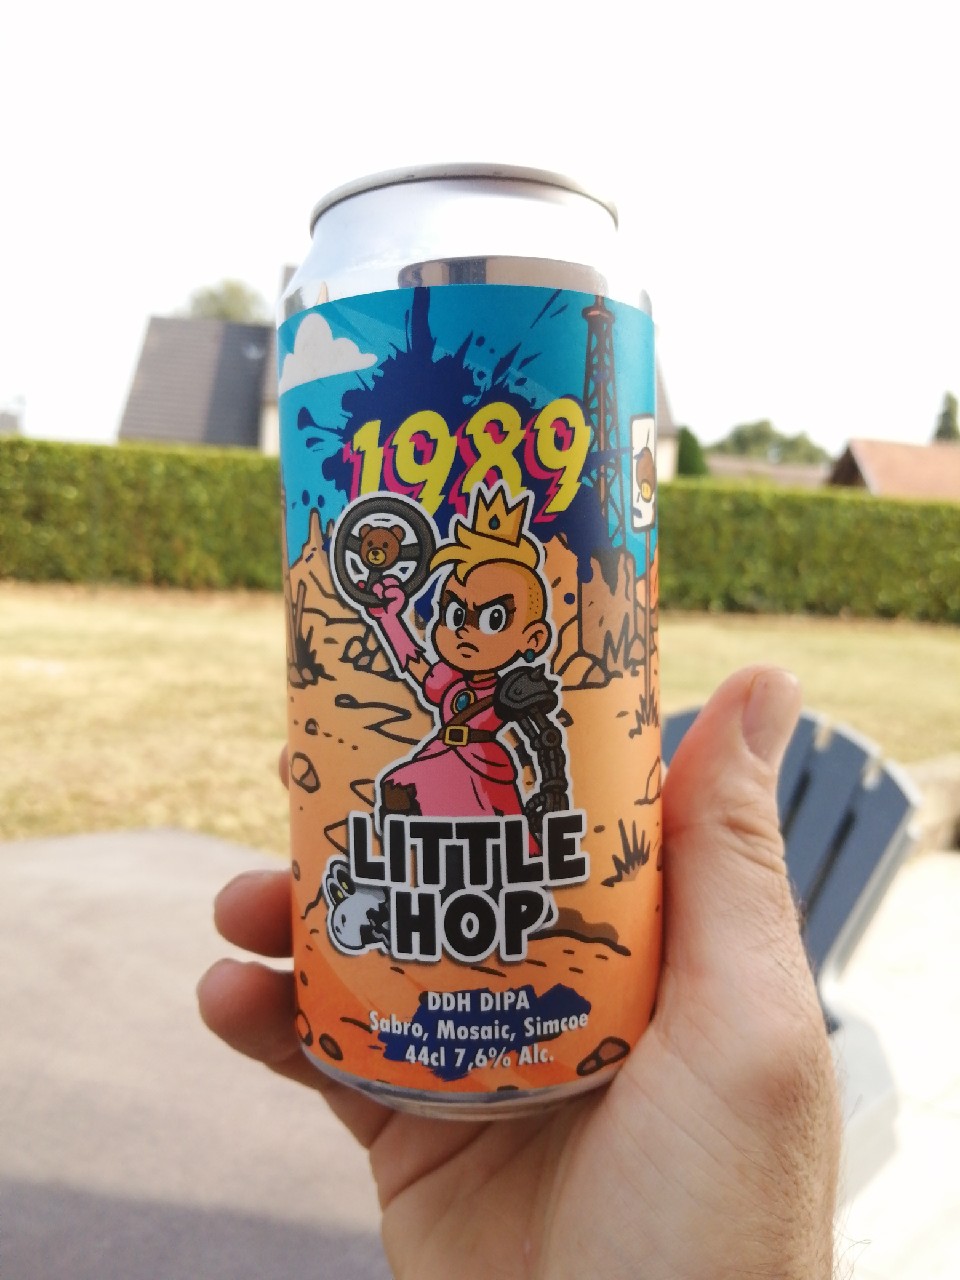 1989
LITTLE
HOP
DDH DIPA
Sabro, Mosaic, Simcoe
44cl 7,6% Alc.